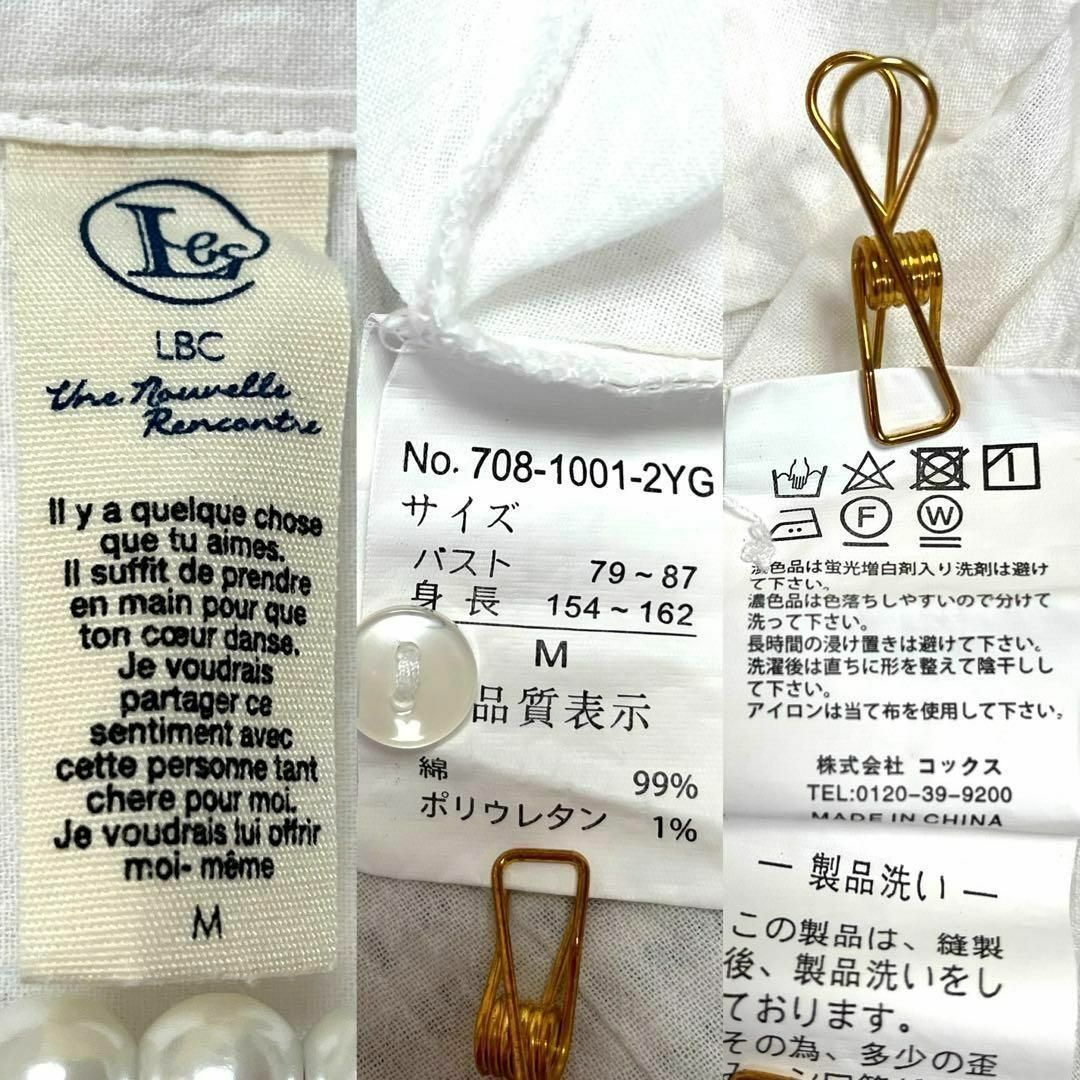 Les
LBC
Une Nouvelle
Rencontre
Il y a quelque chose
que tu aimes.
Il suffit de prendre
en main pour que
ton cœur danse.
Je voudrais
partager ce
sentiment avec
cette personne tant
chere pour moi.
Je voudrais lui offrir
moi- même
M
No. 708-1001-2YG
サイズ
バスト 79~87
身長 154~162
M
品質表示
綿 99%
ポリウレタン 1%
F W
色品は蛍光増白剤入り洗剤は避け
て下さい。
濃色品は色落ちしやすいので分けて
洗って下さい。
長時間の浸け置きは避けて下さい。
洗濯後は直ちに形を整えて陰干しし
て下さい。
アイロンは当て布を使用して下さい。
株式会社 コックス
TEL:0120-39-9200
MADE IN CHINA
— 製品洗い —
この製品は、縫製
後、製品洗いをし
ております。
その為、多少の歪